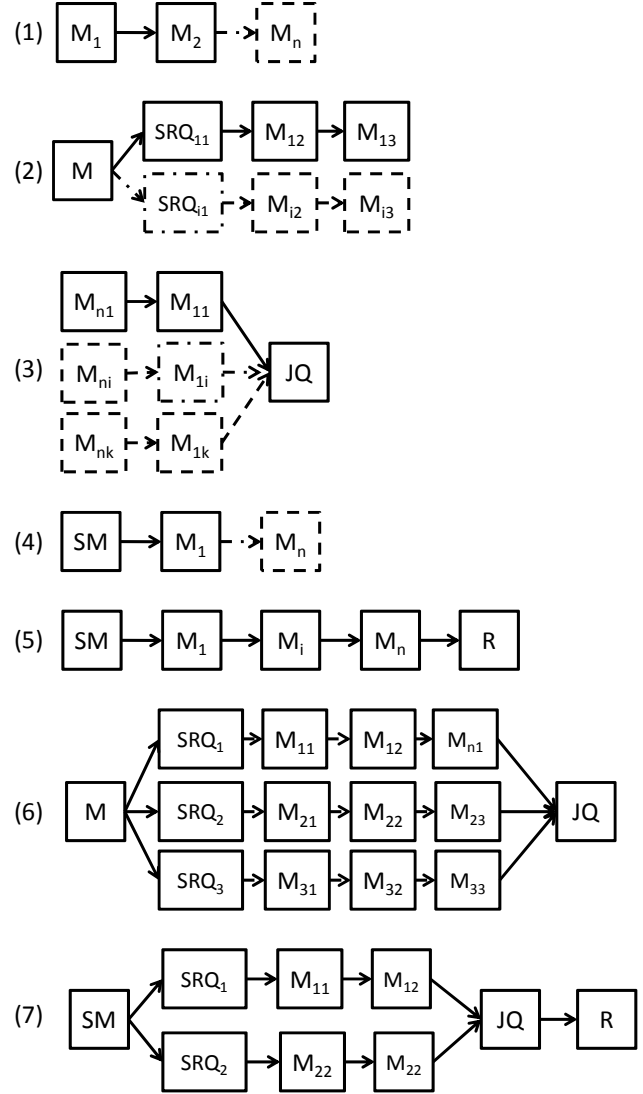 (1) M₁ M₂ Mₙ
SRQ₁₁ M₁₂ M₁₃
(2) M
SRQᵢ₁ Mᵢ₂ Mᵢ₃
Mₙ₁ M₁₁
(3) Mₙᵢ M₁ᵢ JQ
Mₙₖ M₁ₖ
(4) SM M₁ Mₙ
(5) SM M₁ Mᵢ Mₙ R
SRQ₁ M₁₁ M₁₂ Mₙ₁
(6) M SRQ₂ M₂₁ M₂₂ M₂₃ JQ
SRQ₃ M₃₁ M₃₂ M₃₃
SRQ₁ M₁₁ M₁₂
(7) SM JQ R
SRQ₂ M₂₂ M₂₂